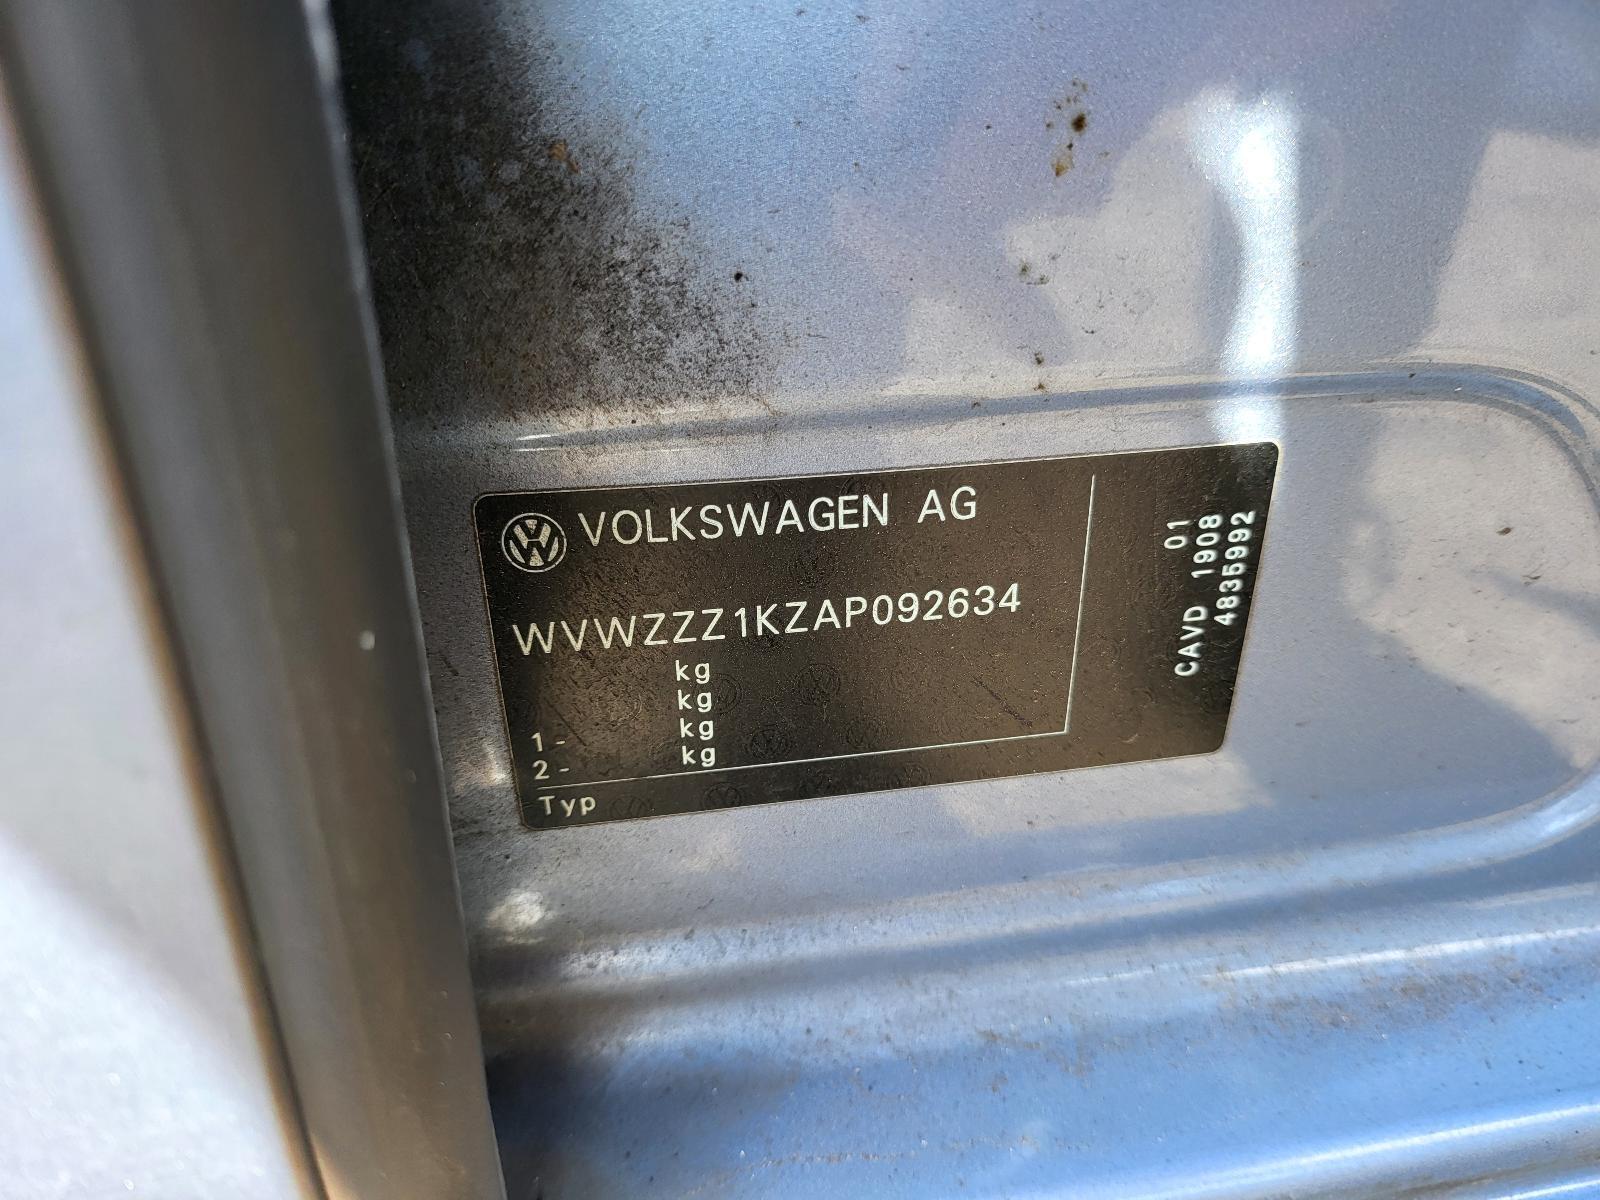 VOLKSWAGEN AG
WVWZZZ1KZAP092634
kg
kg
1- kg
2- kg
Typ
01
CAVD 1908
4835992